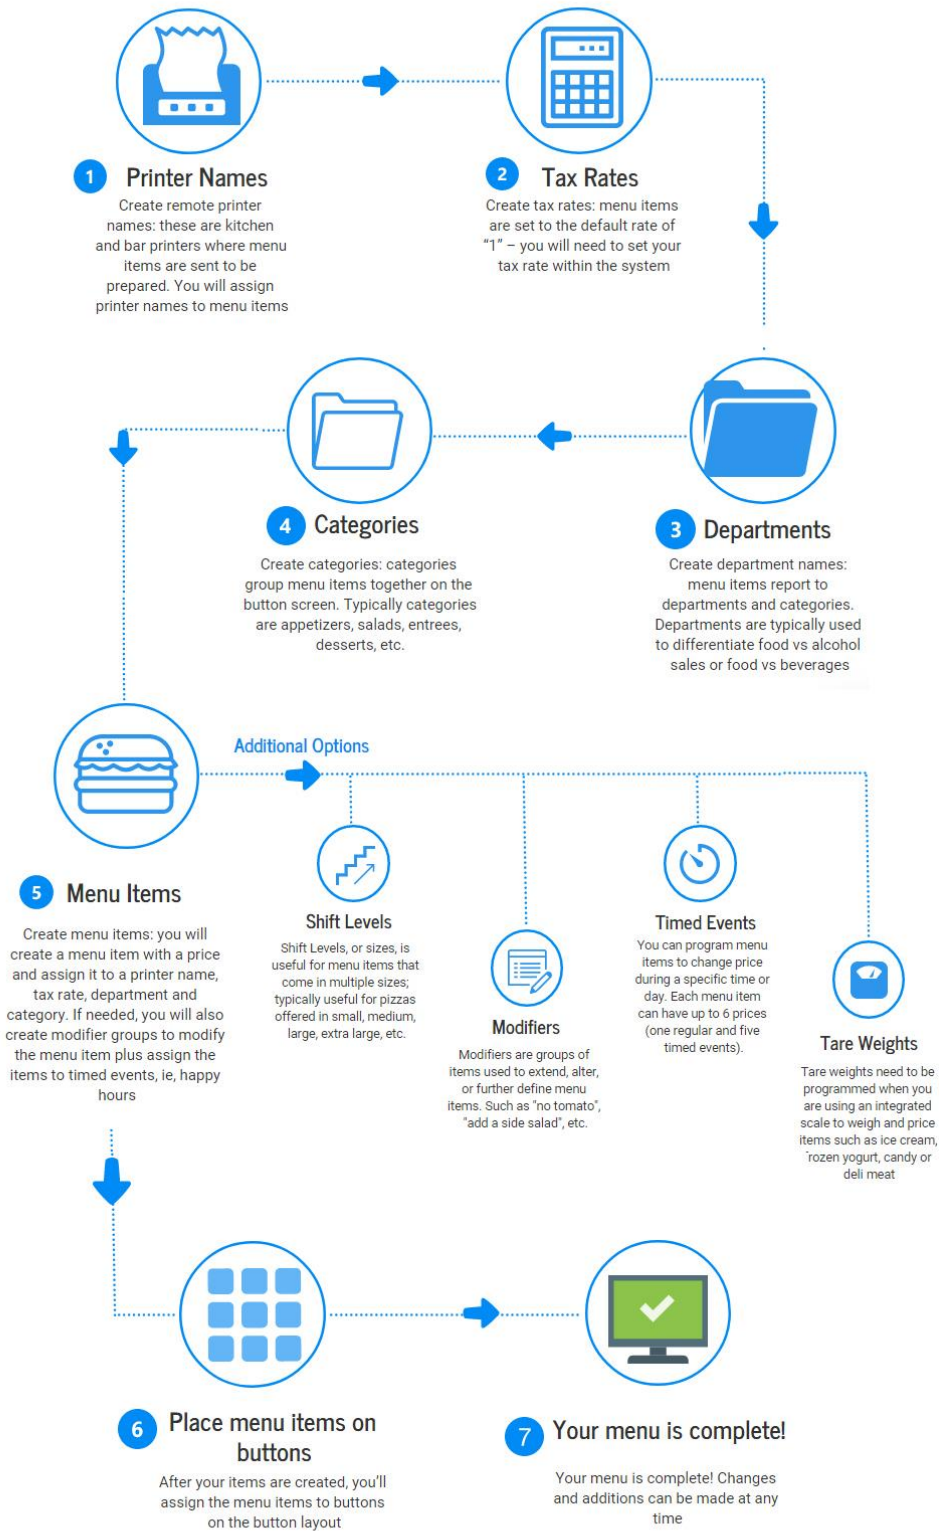 1 Printer Names
Create remote printer
names: these are kitchen
and bar printers where menu
items are sent to be
prepared. You will assign
printer names to menu items
2 Tax Rates
Create tax rates: menu items
are set to the default rate of
“1” – you will need to set your
tax rate within the system
3 Departments
Create department names:
menu items report to
departments and categories.
Departments are typically used
to differentiate food vs alcohol
sales or food vs beverages
4 Categories
Create categories: categories
group menu items together on the
button screen. Typically categories
are appetizers, salads, entrees,
desserts, etc.
5 Menu Items
Create menu items: you will
create a menu item with a price
and assign it to a printer name,
tax rate, department and
category. If needed, you will also
create modifier groups to modify
the menu item plus assign the
items to timed events, ie, happy
hours
Additional Options
Shift Levels
Shift Levels, or sizes, is
useful for menu items that
come in multiple sizes;
typically useful for pizzas
offered in small, medium,
large, extra large, etc.
Modifiers
Modifiers are groups of
items used to extend, alter,
or further define menu
items. Such as "no tomato",
"add a side salad", etc.
Timed Events
You can program menu
items to change price
during a specific time or
day. Each menu item
can have up to 6 prices
(one regular and five
timed events).
Tare Weights
Tare weights need to be
programmed when you
are using an integrated
scale to weigh and price
items such as ice cream,
rozen yogurt, candy or
deli meat
6 Place menu items on
buttons
After your items are created, you’ll
assign the menu items to buttons
on the button layout
7 Your menu is complete!
Your menu is complete! Changes
and additions can be made at any
time